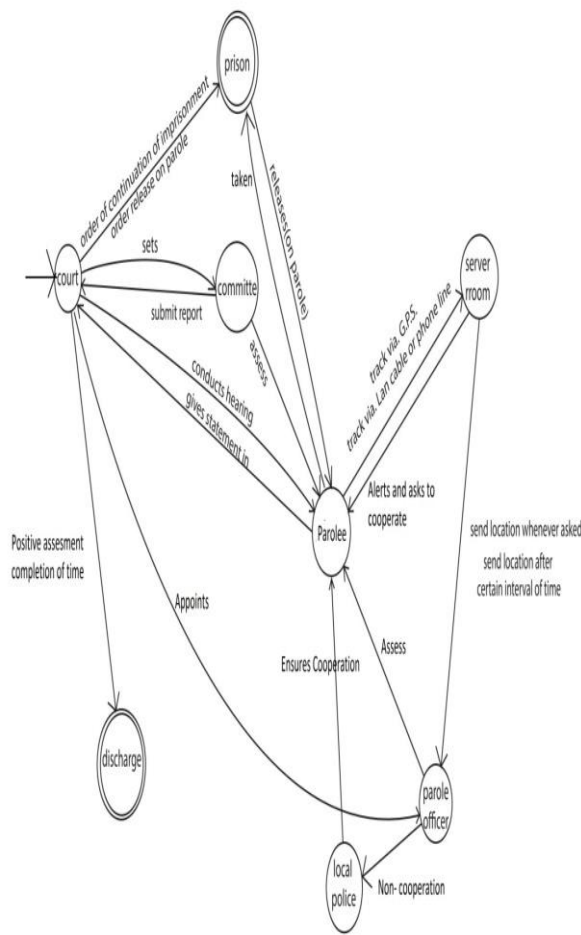 prison
order of continuation of imprisonment
order release on parole
taken
releases(on parole)
sets
court
committe
submit report
server
rroom
assess
track via. G.P.S.
track via. Lan cable or phone line
conducts hearing
gives statement in
Alerts and asks to
cooperate
Parolee
send location whenever asked
send location after
certain interval of time
Positive assesment
completion of time
Appoints
Ensures Cooperation
Assess
discharge
parole
officer
local
police
Non- cooperation